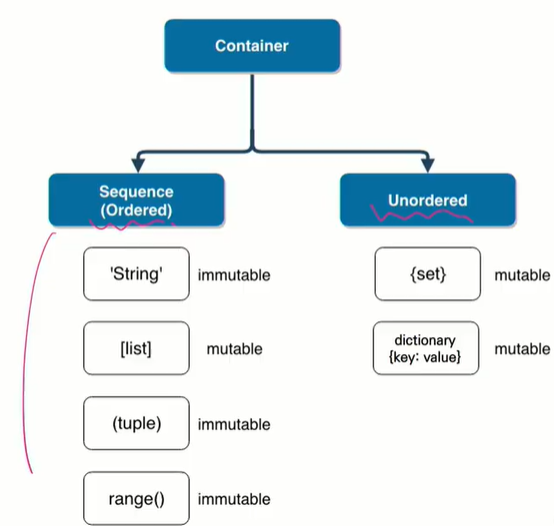 Container
Sequence
(Ordered)
Unordered
'String'
immutable
{set}
mutable
[list]
mutable
dictionary
{key: value}
mutable
(tuple)
immutable
range()
immutable